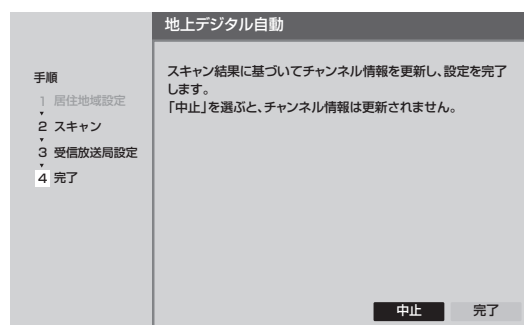 地上デジタル自動
手順
1 居住地域設定
2 スキャン
3 受信放送局設定
4 完了
スキャン結果に基づいてチャンネル情報を更新し、設定を完了
します。
「中止」を選ぶと、チャンネル情報は更新されません。
中止 完了